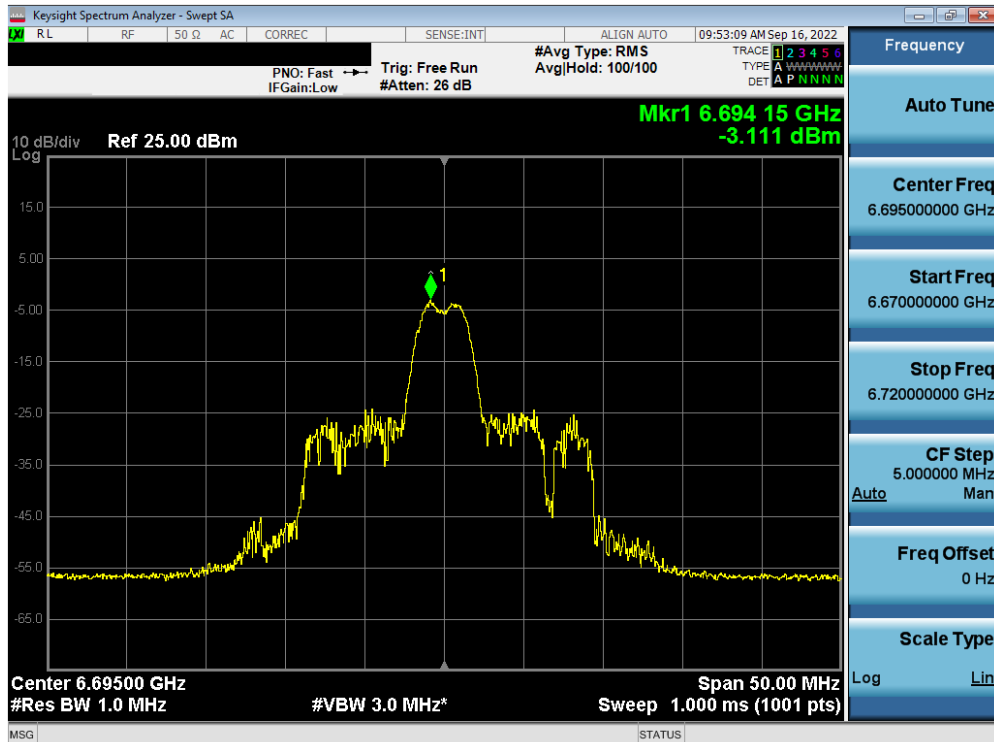 Keysight Spectrum Analyzer - Swept SA
LXI RL RF 50 Ω AC CORREC SENSE:INT ALIGN AUTO 09:53:09 AM Sep 16, 2022
PNO: Fast
IFGain:Low
Trig: Free Run
#Atten: 26 dB
#Avg Type: RMS
Avg|Hold: 100/100
TRACE 1 2 3 4 5 6
TYPE A WWWWW
DET A P N N N N
Mkr1 6.694 15 GHz
-3.111 dBm
10 dB/div Ref 25.00 dBm
Log
15.0
5.00
-5.00
-15.0
-25.0
-35.0
-45.0
-55.0
-65.0
1
Center 6.69500 GHz Span 50.00 MHz
#Res BW 1.0 MHz #VBW 3.0 MHz* Sweep 1.000 ms (1001 pts)
MSG STATUS
Frequency
Auto Tune
Center Freq
6.695000000 GHz
Start Freq
6.670000000 GHz
Stop Freq
6.720000000 GHz
CF Step
5.000000 MHz
Auto Man
Freq Offset
0 Hz
Scale Type
Log Lin